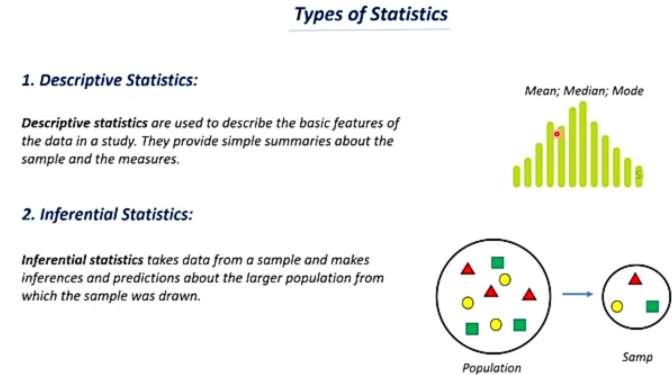 Types of Statistics
1. Descriptive Statistics:
Mean; Median; Mode
Descriptive statistics are used to describe the basic features of
the data in a study. They provide simple summaries about the
sample and the measures.
S
2. Inferential Statistics:
Inferential statistics takes data from a sample and makes
inferences and predictions about the larger population from
which the sample was drawn.
Population
Samp